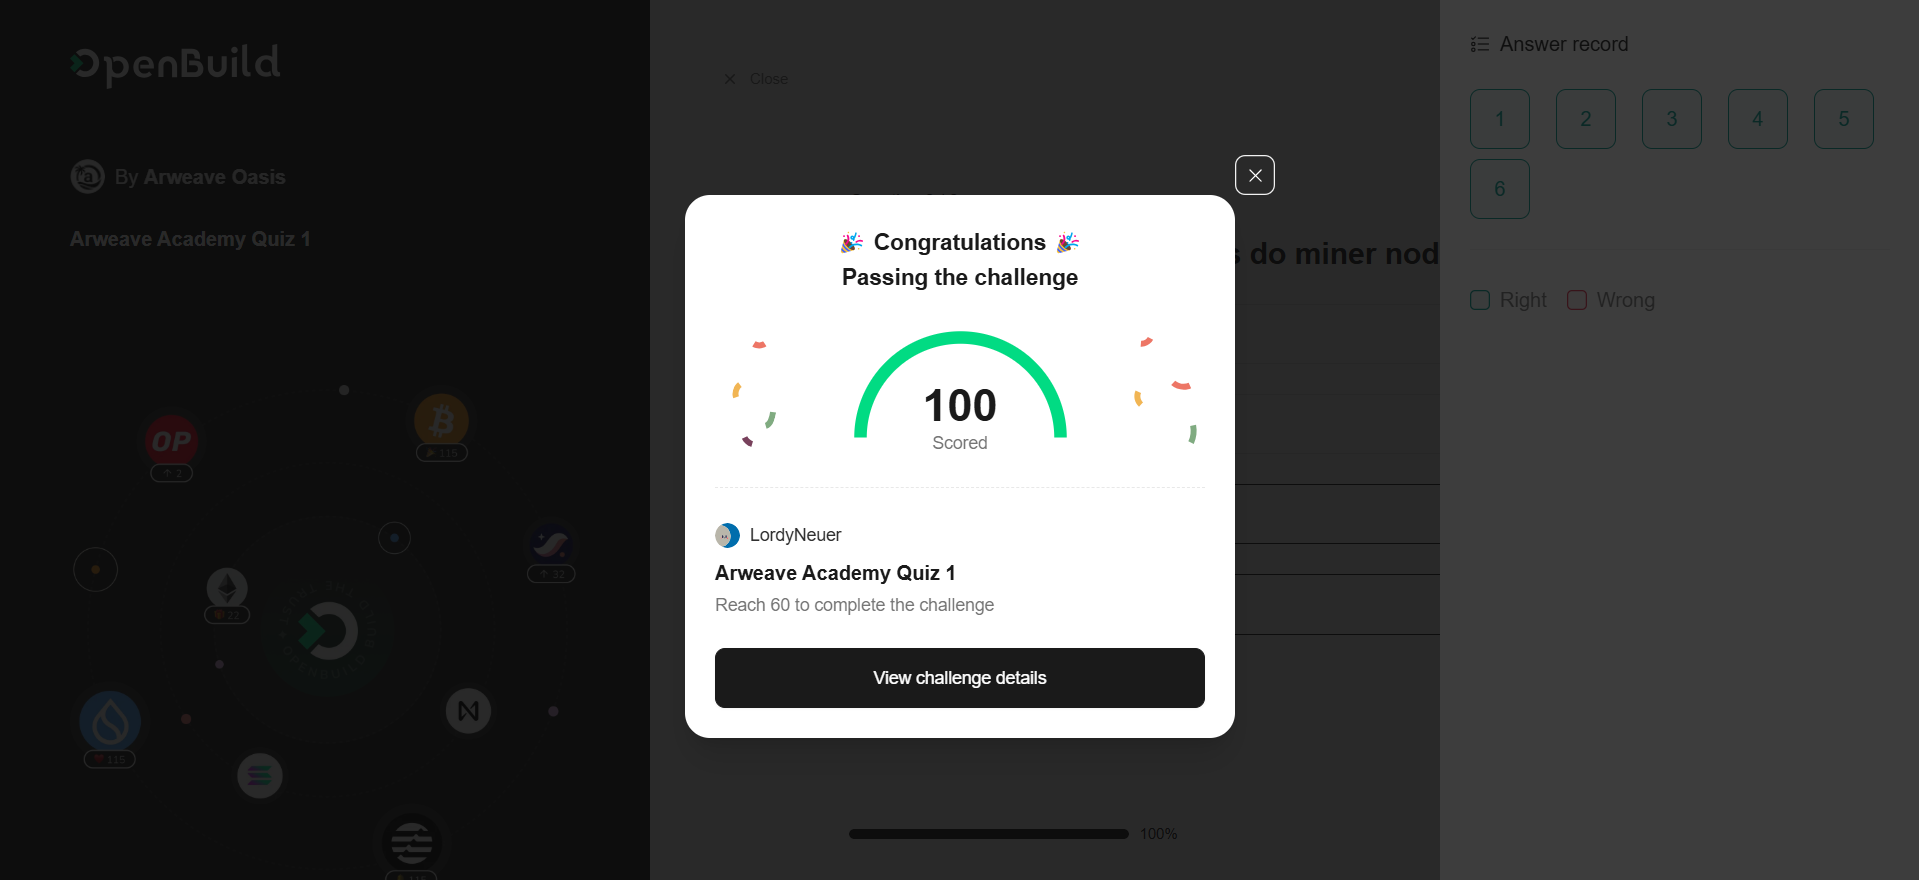 OpenBuild
By Arweave Oasis
Arweave Academy Quiz 1
OP
2
115
32
22
115
Close
s do miner nod
Congratulations
Passing the challenge
100
Scored
LordyNeuer
Arweave Academy Quiz 1
Reach 60 to complete the challenge
View challenge details
100%
Answer record
1 2 3 4 5
6
Right Wrong